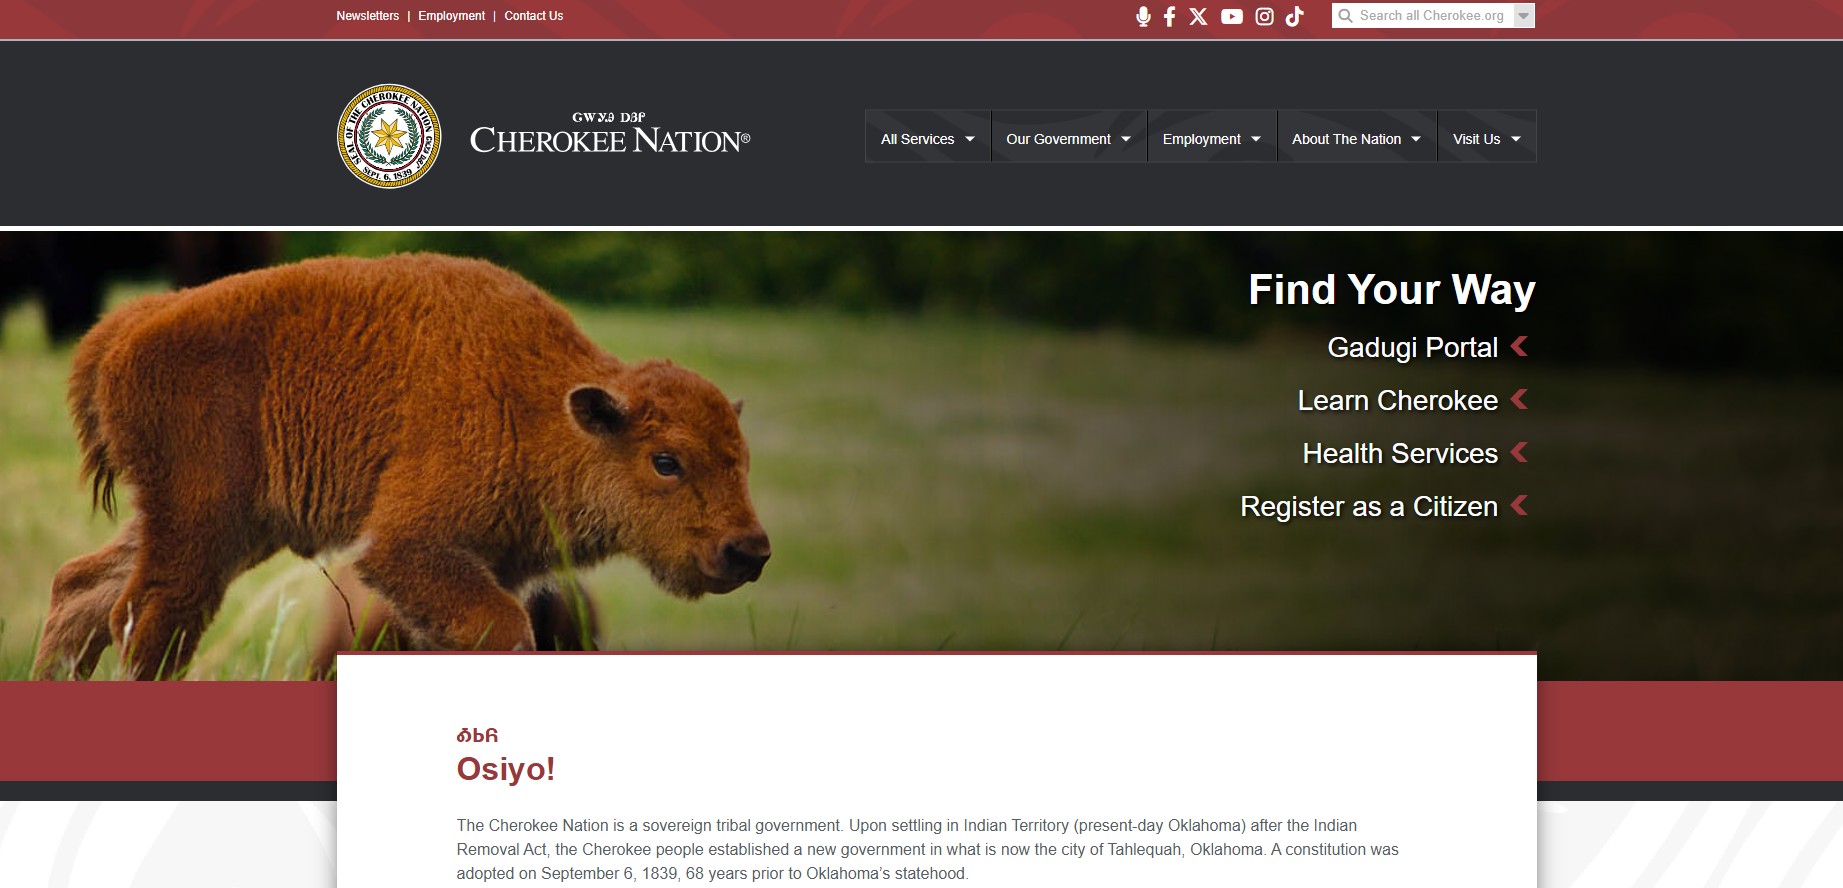 Newsletters | Employment | Contact Us
Search all Cherokee.org
SEAL OF THE CHEROKEE NATION
SEPT. 6, 1839
ᏣᎳᎩᎯ ᎠᏰᎵ
CHEROKEE NATION®
All Services
Our Government
Employment
About The Nation
Visit Us
Find Your Way
Gadugi Portal
Learn Cherokee
Health Services
Register as a Citizen
ᎣᏏᏲ
Osiyo!
The Cherokee Nation is a sovereign tribal government. Upon settling in Indian Territory (present-day Oklahoma) after the Indian
Removal Act, the Cherokee people established a new government in what is now the city of Tahlequah, Oklahoma. A constitution was
adopted on September 6, 1839, 68 years prior to Oklahoma’s statehood.